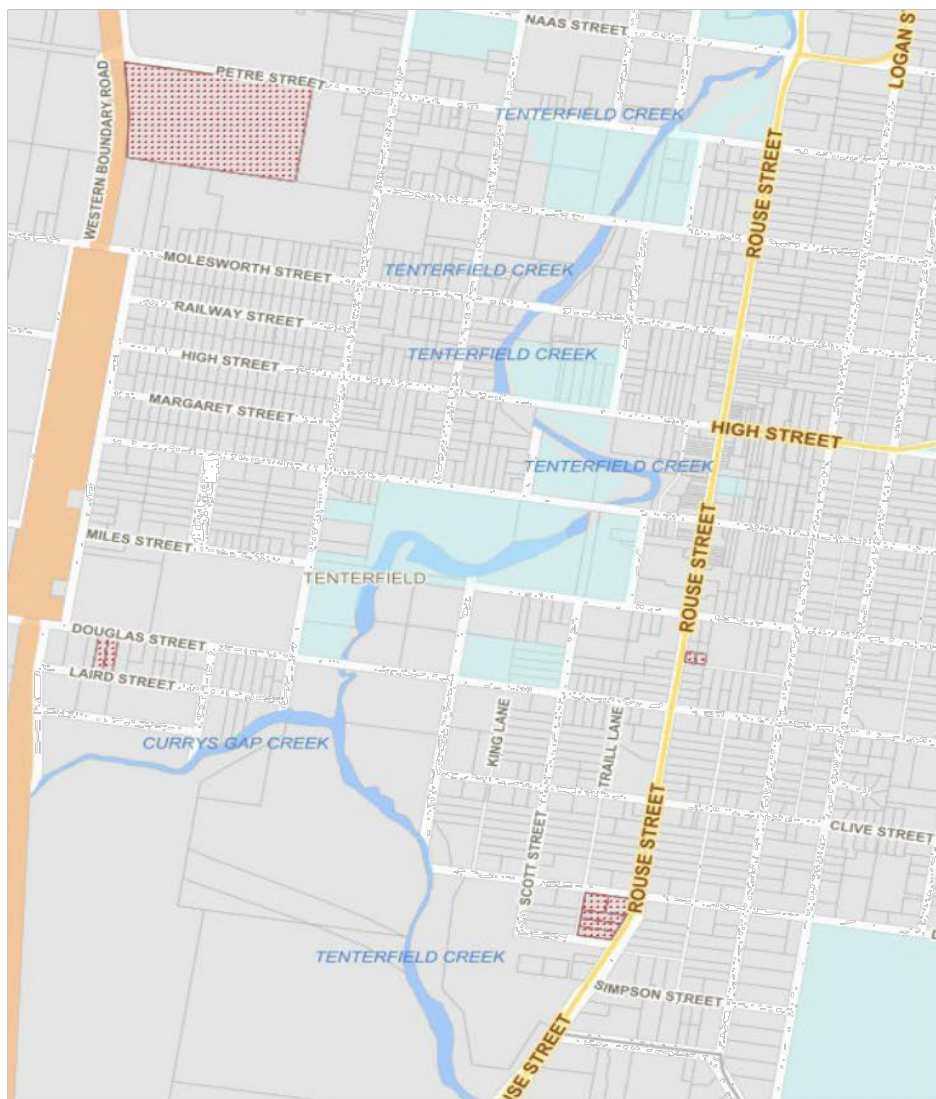 NAAS STREET
LOGAN S
PETRE STREET
TENTERFIELD CREEK
WESTERN BOUNDARY ROAD
ROUSE STREET
MOLESWORTH STREET
TENTERFIELD CREEK
RAILWAY STREET
TENTERFIELD CREEK
HIGH STREET
MARGARET STREET
HIGH STREET
TENTERFIELD CREEK
MILES STREET
ROUSE STREET
TENTERFIELD
DOUGLAS STREET
LAIRD STREET
KING LANE
TRAILL LANE
CURRYS GAP CREEK
ROUSE STREET
SCOTT STREET
CLIVE STREET
TENTERFIELD CREEK
SIMPSON STREET
USE STREET